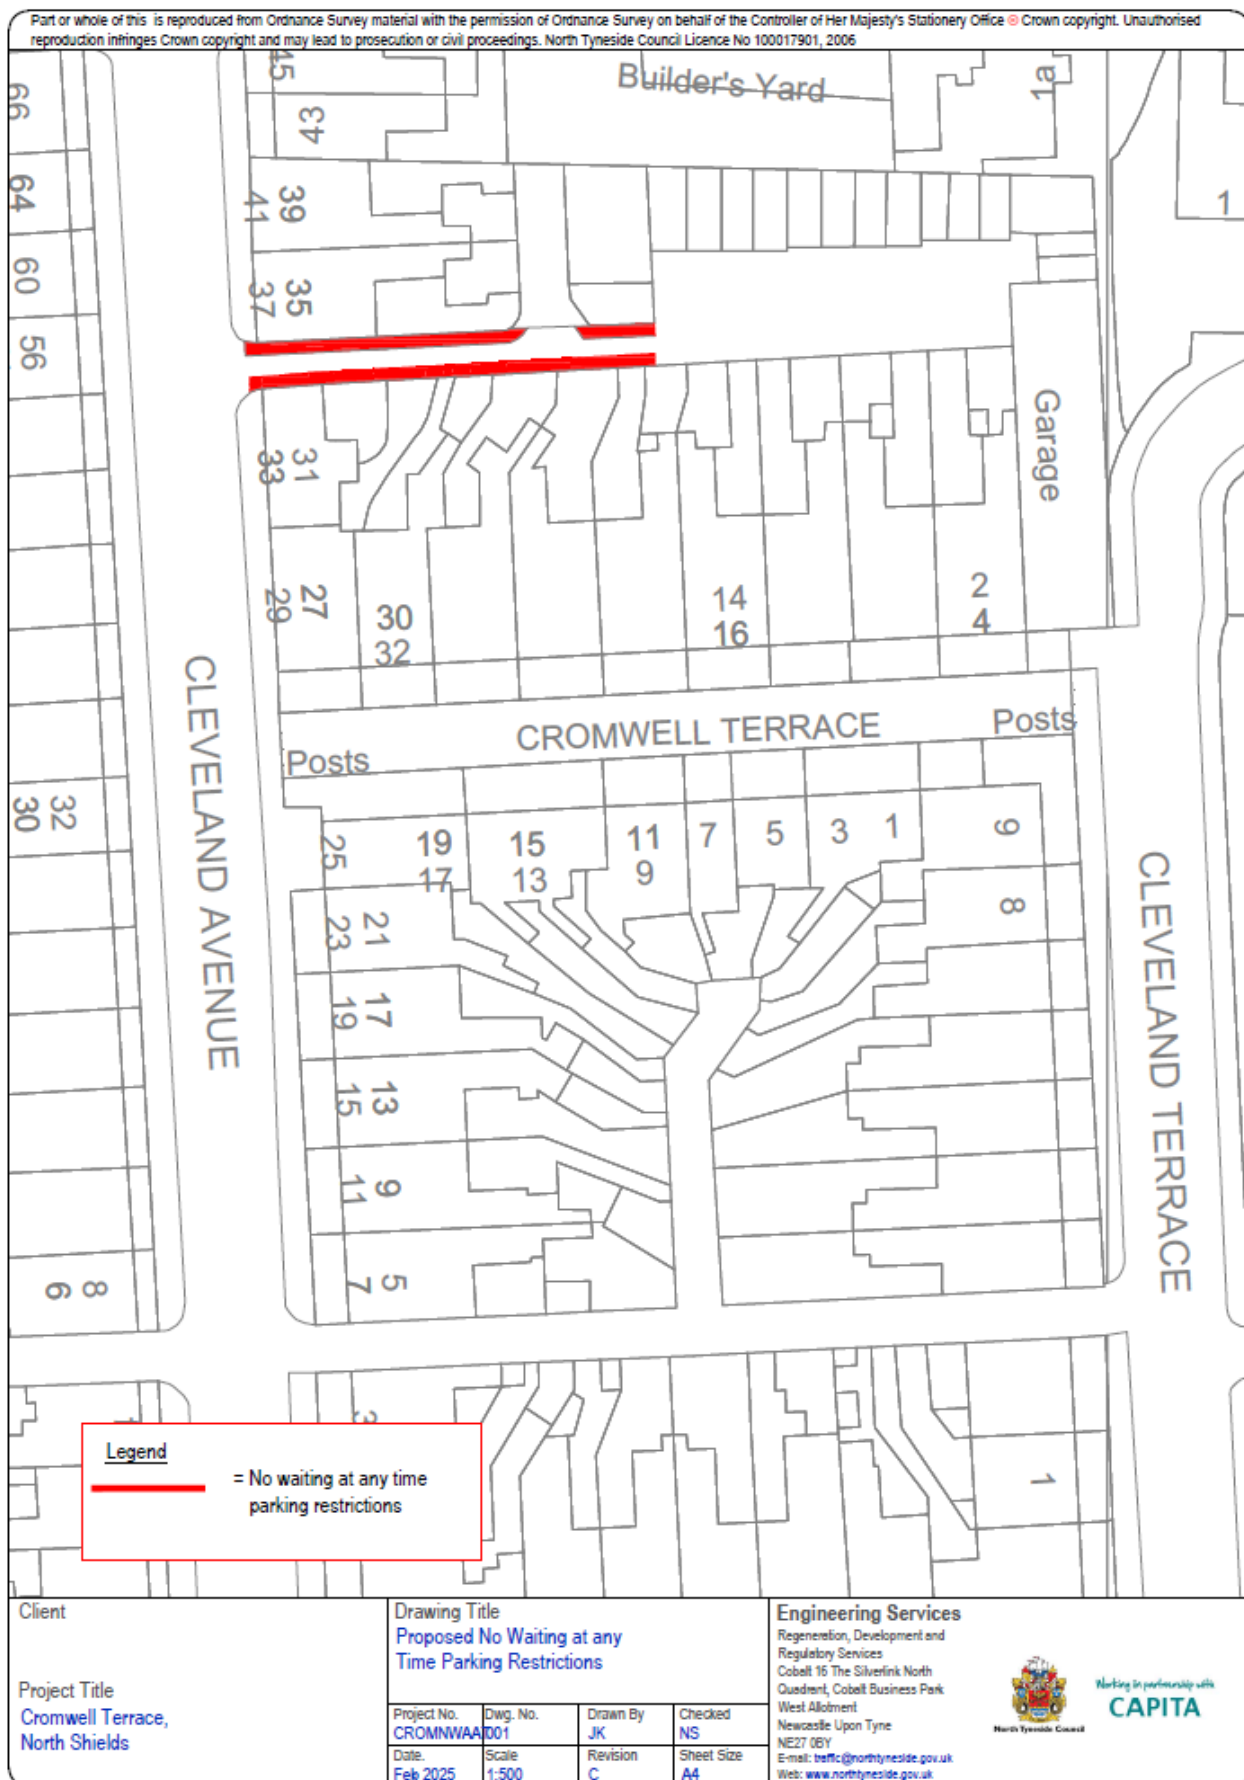 Part of whole of this is reproduced from Ordnance Survey material with the permission of Ordnance Survey on behalf of the Controller of Her Majesty's Stationery Office © Crown copyright. Unauthorised
reproduction infringes Crown copyright and may lead to prosecution or civil proceedings. North Tyneside Council Licence No 100017901, 2006
Builder's Yard
1a
1
45
43
66
64
60
56
39
41
35
37
31
33
27
29
30
32
14
16
2
4
Garage
CLEVELAND AVENUE
CROMWELL TERRACE
Posts
Posts
32
30
25
19
17
15
13
11
9
7
5
3
1
9
8
21
23
17
19
13
15
9
11
5
7
8
6
CLEVELAND TERRACE
3
1
Legend
= No waiting at any time
parking restrictions
Client
Project Title
Cromwell Terrace,
North Shields
Drawing Title
Proposed No Waiting at any
Time Parking Restrictions
Project No. Dwg. No. Drawn By Checked
CROMNWAAT001 JK NS
Date. Scale Revision Sheet Size
Feb 2025 1:500 C A4
Engineering Services
Regeneration, Development and
Regulatory Services
Cobalt 16 The Silverlink North
Quadrant, Cobalt Business Park
West Allotment
Newcastle Upon Tyne
NE27 0BY
E-mail: traffic@northtyneside.gov.uk
Web: www.northtyneside.gov.uk
North Tyneside Council
Working in partnership with
CAPITA